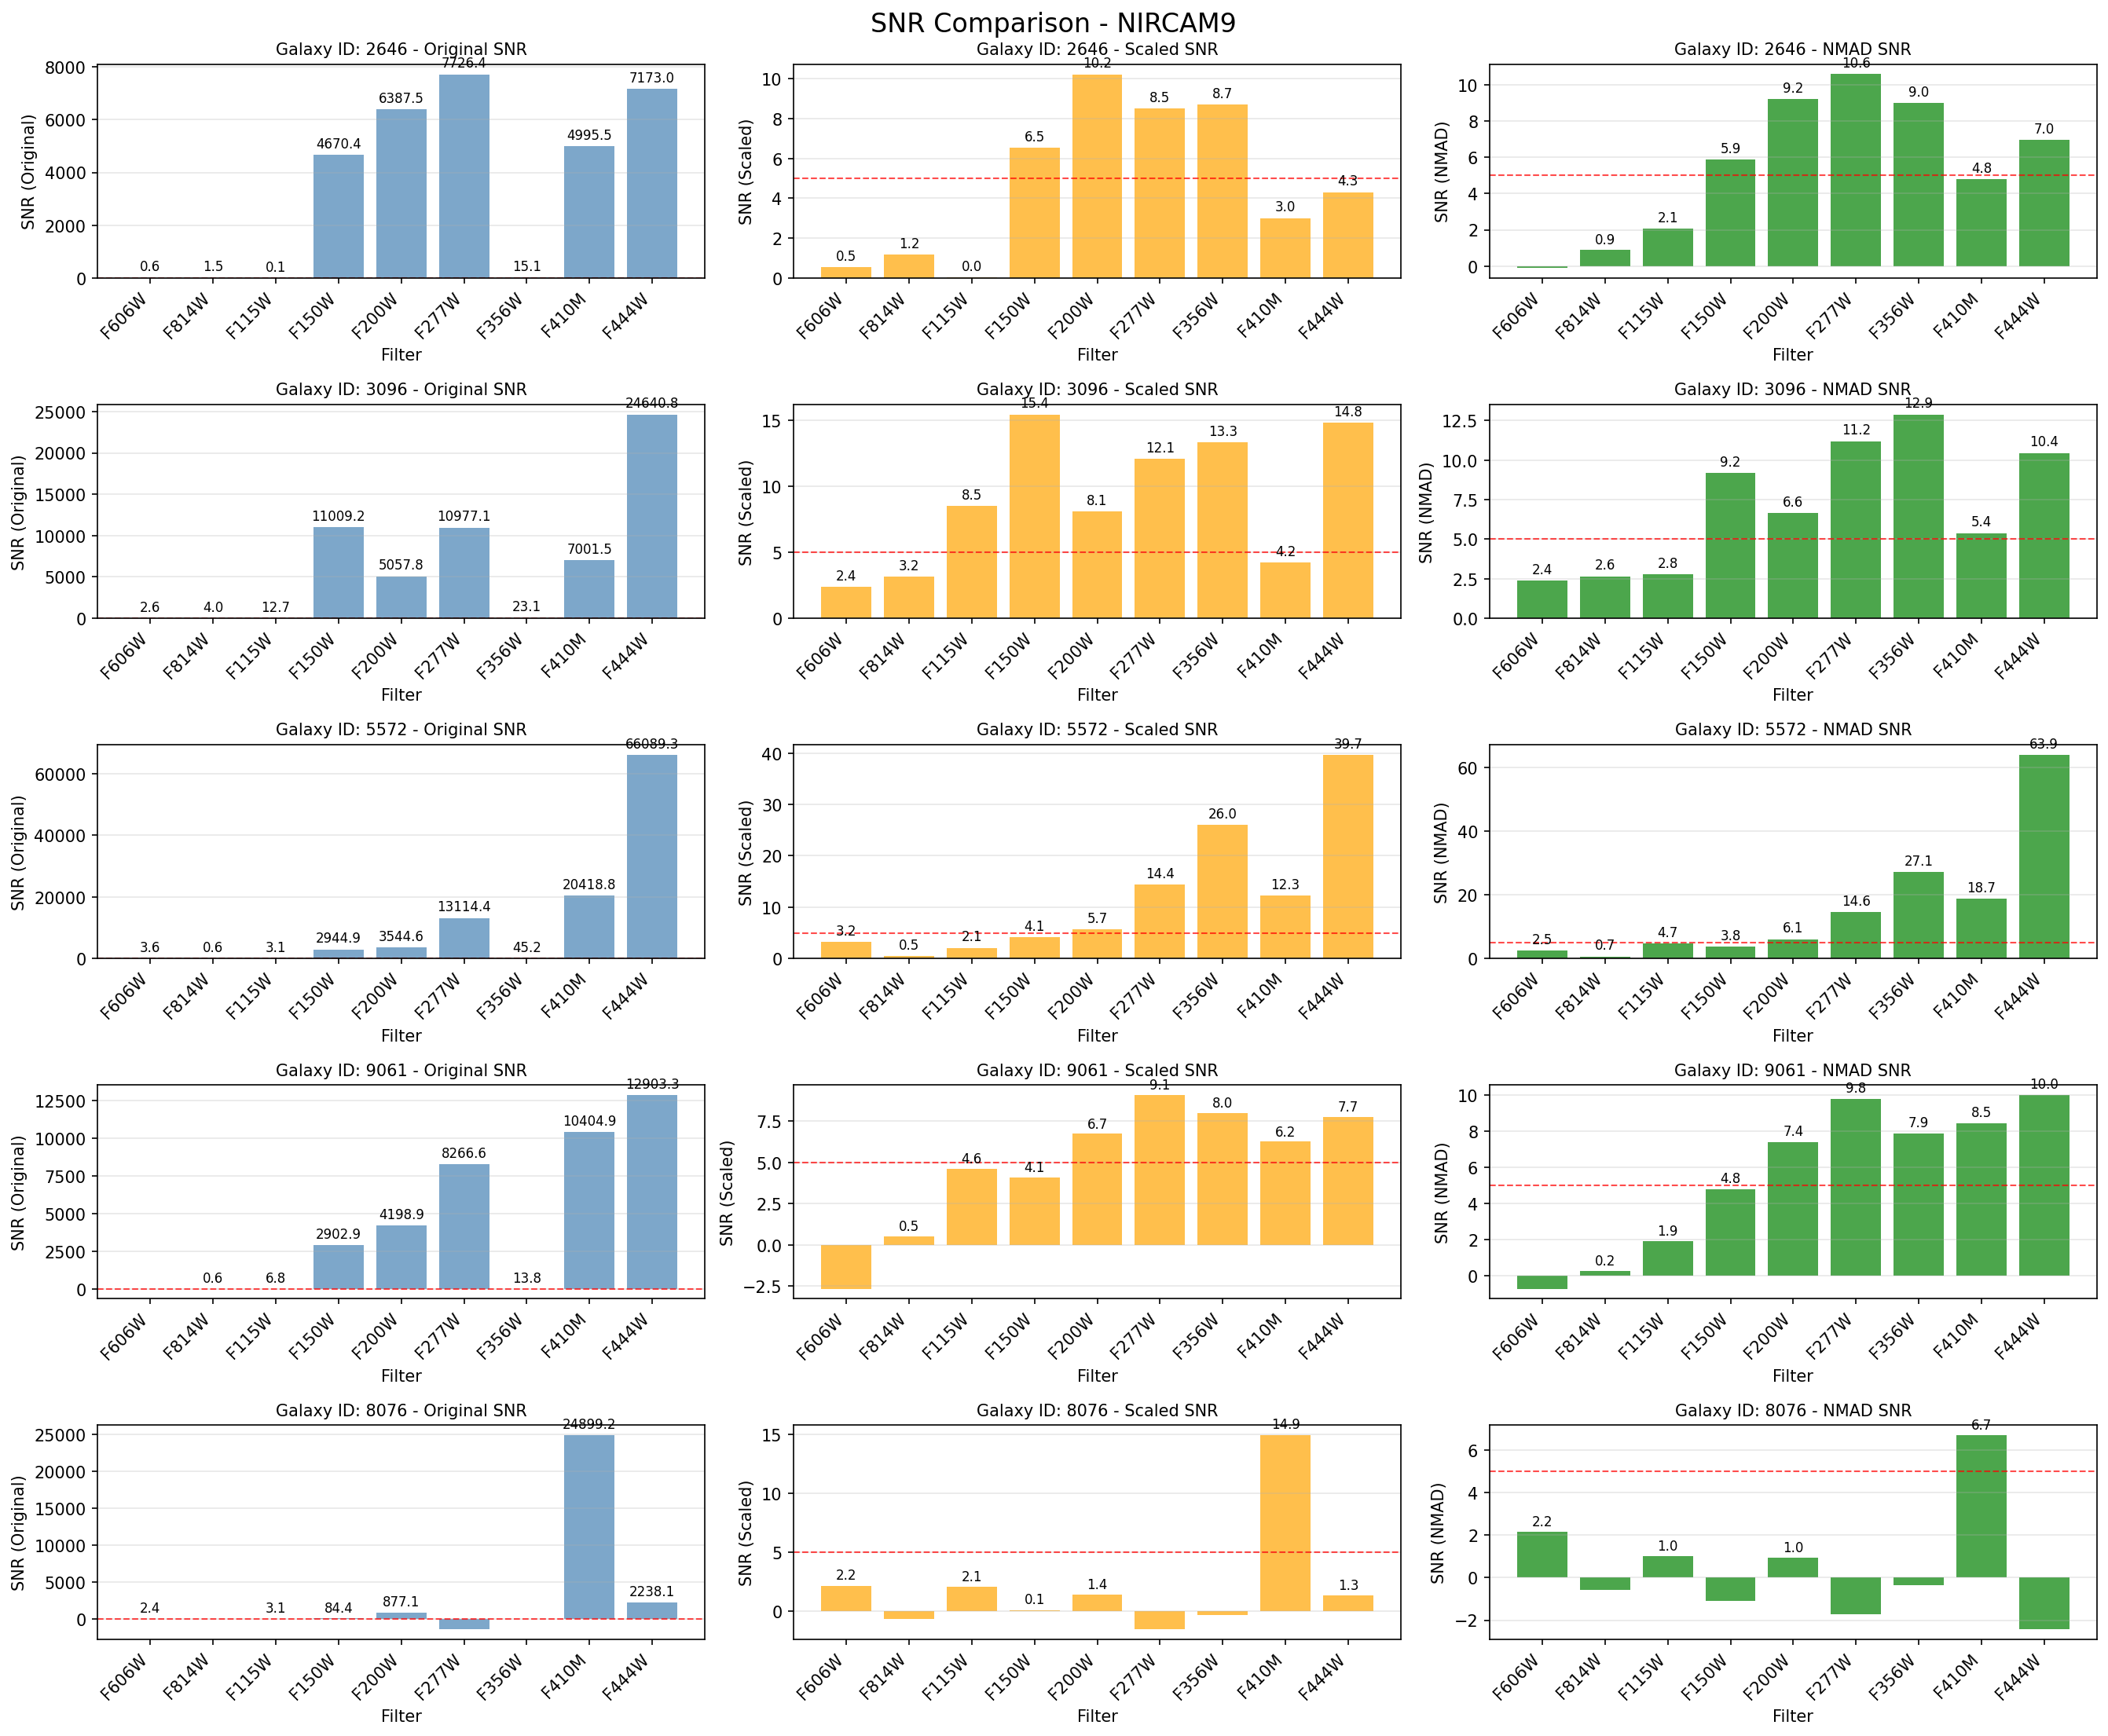 SNR Comparison - NIRCAM9
Galaxy ID: 2646 - Original SNR
SNR (Original)
8000
6000
4000
2000
0
0.6
1.5
0.1
4670.4
6387.5
7726.4
15.1
4995.5
7173.0
F606W
F814W
F115W
F150W
F200W
F277W
F356W
F410M
F444W
Filter
Galaxy ID: 2646 - Scaled SNR
SNR (Scaled)
10
8
6
4
2
0
0.5
1.2
0.0
6.5
10.2
8.5
8.7
3.0
4.3
F606W
F814W
F115W
F150W
F200W
F277W
F356W
F410M
F444W
Filter
Galaxy ID: 2646 - NMAD SNR
SNR (NMAD)
10
8
6
4
2
0
0.9
2.1
5.9
9.2
10.6
9.0
4.8
7.0
F606W
F814W
F115W
F150W
F200W
F277W
F356W
F410M
F444W
Filter
Galaxy ID: 3096 - Original SNR
SNR (Original)
25000
20000
15000
10000
5000
0
2.6
4.0
12.7
11009.2
5057.8
10977.1
23.1
7001.5
24640.8
F606W
F814W
F115W
F150W
F200W
F277W
F356W
F410M
F444W
Filter
Galaxy ID: 3096 - Scaled SNR
SNR (Scaled)
15
10
5
0
2.4
3.2
8.5
15.4
8.1
12.1
13.3
4.2
14.8
F606W
F814W
F115W
F150W
F200W
F277W
F356W
F410M
F444W
Filter
Galaxy ID: 3096 - NMAD SNR
SNR (NMAD)
12.5
10.0
7.5
5.0
2.5
0.0
2.4
2.6
2.8
9.2
6.6
11.2
12.9
5.4
10.4
F606W
F814W
F115W
F150W
F200W
F277W
F356W
F410M
F444W
Filter
Galaxy ID: 5572 - Original SNR
SNR (Original)
60000
40000
20000
0
3.6
0.6
3.1
2944.9
3544.6
13114.4
45.2
20418.8
66089.3
F606W
F814W
F115W
F150W
F200W
F277W
F356W
F410M
F444W
Filter
Galaxy ID: 5572 - Scaled SNR
SNR (Scaled)
40
30
20
10
0
3.2
0.5
2.1
4.1
5.7
14.4
26.0
12.3
39.7
F606W
F814W
F115W
F150W
F200W
F277W
F356W
F410M
F444W
Filter
Galaxy ID: 5572 - NMAD SNR
SNR (NMAD)
60
40
20
0
2.5
0.7
4.7
3.8
6.1
14.6
27.1
18.7
63.9
F606W
F814W
F115W
F150W
F200W
F277W
F356W
F410M
F444W
Filter
Galaxy ID: 9061 - Original SNR
SNR (Original)
12500
10000
7500
5000
2500
0
0.6
6.8
2902.9
4198.9
8266.6
13.8
10404.9
12903.3
F606W
F814W
F115W
F150W
F200W
F277W
F356W
F410M
F444W
Filter
Galaxy ID: 9061 - Scaled SNR
SNR (Scaled)
7.5
5.0
2.5
0.0
−2.5
0.5
4.6
4.1
6.7
9.1
8.0
6.2
7.7
F606W
F814W
F115W
F150W
F200W
F277W
F356W
F410M
F444W
Filter
Galaxy ID: 9061 - NMAD SNR
SNR (NMAD)
10
8
6
4
2
0
0.2
1.9
4.8
7.4
9.8
7.9
8.5
10.0
F606W
F814W
F115W
F150W
F200W
F277W
F356W
F410M
F444W
Filter
Galaxy ID: 8076 - Original SNR
SNR (Original)
25000
20000
15000
10000
5000
0
2.4
3.1
84.4
877.1
24899.2
2238.1
F606W
F814W
F115W
F150W
F200W
F277W
F356W
F410M
F444W
Filter
Galaxy ID: 8076 - Scaled SNR
SNR (Scaled)
15
10
5
0
2.2
2.1
0.1
1.4
14.9
1.3
F606W
F814W
F115W
F150W
F200W
F277W
F356W
F410M
F444W
Filter
Galaxy ID: 8076 - NMAD SNR
SNR (NMAD)
6
4
2
0
−2
2.2
1.0
1.0
6.7
F606W
F814W
F115W
F150W
F200W
F277W
F356W
F410M
F444W
Filter